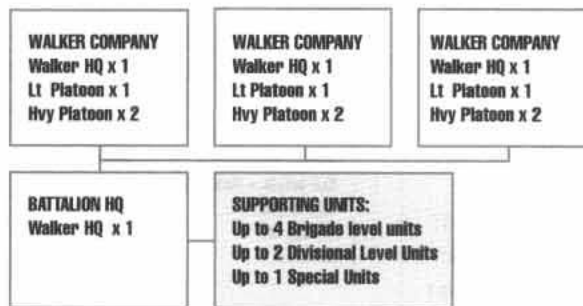 WALKER COMPANY
Walker HQ x 1
Lt Platoon x 1
Hvy Platoon x 2
WALKER COMPANY
Walker HQ x 1
Lt Platoon x 1
Hvy Platoon x 2
WALKER COMPANY
Walker HQ x 1
Lt Platoon x 1
Hvy Platoon x 2
BATTALION HQ
Walker HQ x 1
SUPPORTING UNITS:
Up to 4 Brigade level units
Up to 2 Divisional Level Units
Up to 1 Special Units